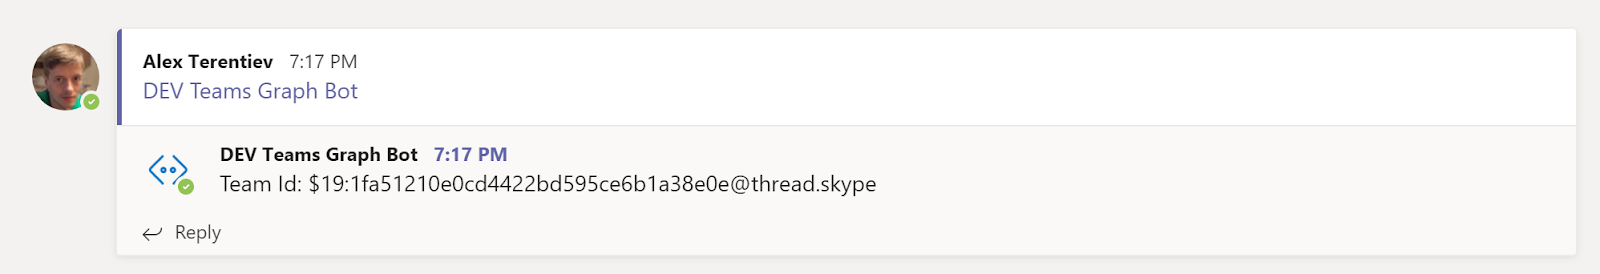 Alex Terentiev 7:17 PM
DEV Teams Graph Bot
DEV Teams Graph Bot 7:17 PM
Team Id: $19:1fa51210e0cd4422bd595ce6b1a38e0e@thread.skype
Reply